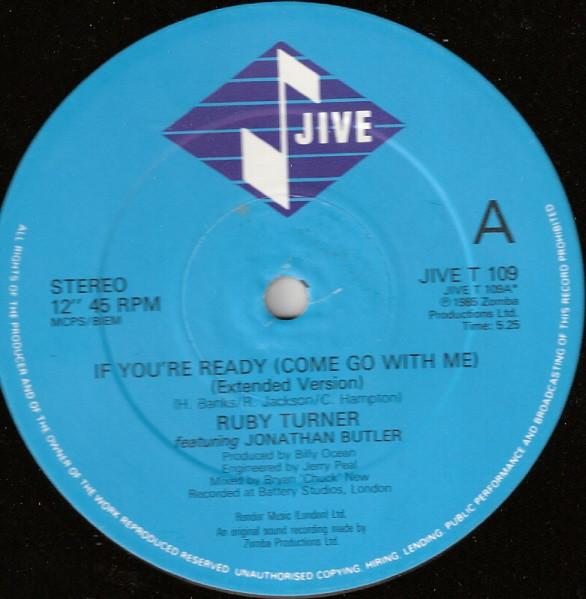 JIVE
A
STEREO
12" 45 RPM
MCPS/BIEM
JIVE T 109
JIVE T 109A*
℗ 1985 Zomba
Productions Ltd.
Time: 5.25
IF YOU'RE READY (COME GO WITH ME)
(Extended Version)
(H. Banks/R. Jackson/C. Hampton)
RUBY TURNER
featuring JONATHAN BUTLER
Produced by Billy Ocean
Engineered by Jerry Peal
Mixed by Bryan 'Chuck' New
Recorded at Battery Studios, London
Rondor Music (London) Ltd.
An original sound recording made by
Zomba Productions Ltd.
ALL RIGHTS OF THE PRODUCER AND OF THE OWNER OF THE WORK REPRODUCED RESERVED. UNAUTHORISED COPYING, HIRING, LENDING, PUBLIC PERFORMANCE AND BROADCASTING OF THIS RECORD PROHIBITED